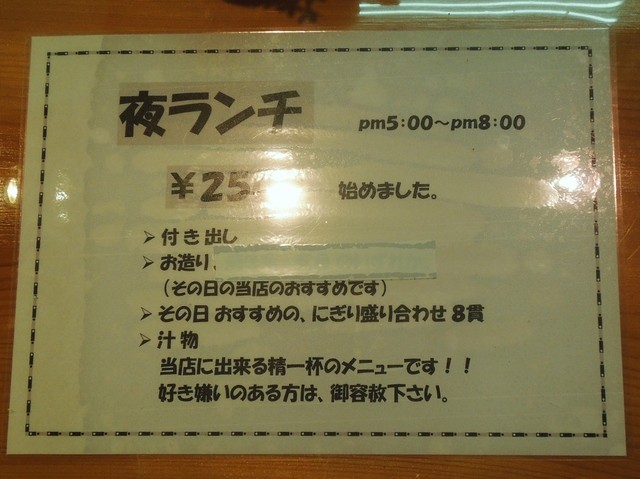 夜ランチ pm5:00～pm8:00
始めました。
➢ 付き出し
➢ お造り、
(その日の当店のおすすめです)
➢ その日 おすすめの、にぎり盛り合わせ 8貫
➢ 汁物
当店に出来る精一杯のメニューです！！
好き嫌いのある方は、御容赦下さい。